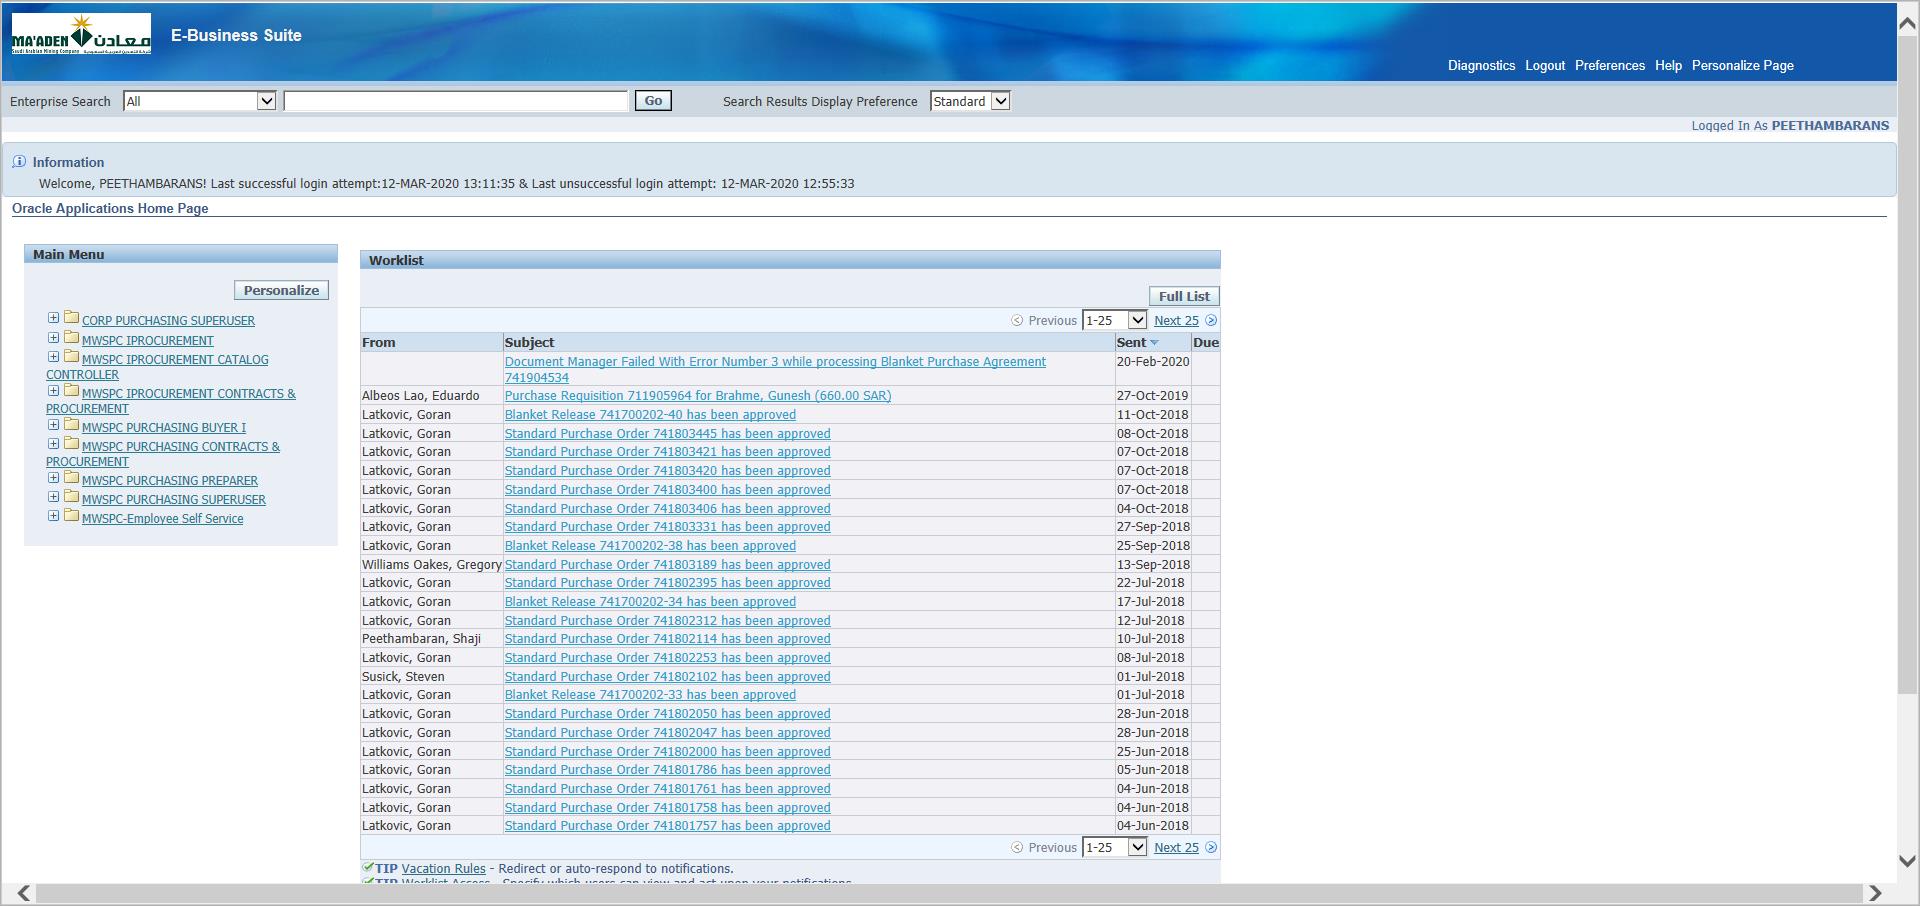 MA'ADEN معادن
E-Business Suite
Diagnostics Logout Preferences Help Personalize Page
Enterprise Search All Go Search Results Display Preference Standard
Logged In As PEETHAMBARANS
Information
Welcome, PEETHAMBARANS! Last successful login attempt:12-MAR-2020 13:11:35 & Last unsuccessful login attempt: 12-MAR-2020 12:55:33
Oracle Applications Home Page
Main Menu
Personalize
CORP PURCHASING SUPERUSER
MWSPC IPROCUREMENT
MWSPC IPROCUREMENT CATALOG
CONTROLLER
MWSPC IPROCUREMENT CONTRACTS &
PROCUREMENT
MWSPC PURCHASING BUYER I
MWSPC PURCHASING CONTRACTS &
PROCUREMENT
MWSPC PURCHASING PREPARER
MWSPC PURCHASING SUPERUSER
MWSPC-Employee Self Service
Worklist
Full List
Previous 1-25 Next 25
From Subject Sent Due
Document Manager Failed With Error Number 3 while processing Blanket Purchase Agreement 20-Feb-2020
741904534
Albeos Lao, Eduardo Purchase Requisition 711905964 for Brahme, Gunesh (660.00 SAR) 27-Oct-2019
Latkovic, Goran Blanket Release 741700202-40 has been approved 11-Oct-2018
Latkovic, Goran Standard Purchase Order 741803445 has been approved 08-Oct-2018
Latkovic, Goran Standard Purchase Order 741803421 has been approved 07-Oct-2018
Latkovic, Goran Standard Purchase Order 741803420 has been approved 07-Oct-2018
Latkovic, Goran Standard Purchase Order 741803400 has been approved 07-Oct-2018
Latkovic, Goran Standard Purchase Order 741803406 has been approved 04-Oct-2018
Latkovic, Goran Standard Purchase Order 741803331 has been approved 27-Sep-2018
Latkovic, Goran Blanket Release 741700202-38 has been approved 25-Sep-2018
Williams Oakes, Gregory Standard Purchase Order 741803189 has been approved 13-Sep-2018
Latkovic, Goran Standard Purchase Order 741802395 has been approved 22-Jul-2018
Latkovic, Goran Blanket Release 741700202-34 has been approved 17-Jul-2018
Latkovic, Goran Standard Purchase Order 741802312 has been approved 12-Jul-2018
Peethambaran, Shaji Standard Purchase Order 741802114 has been approved 10-Jul-2018
Latkovic, Goran Standard Purchase Order 741802253 has been approved 08-Jul-2018
Susick, Steven Standard Purchase Order 741802102 has been approved 01-Jul-2018
Latkovic, Goran Blanket Release 741700202-33 has been approved 01-Jul-2018
Latkovic, Goran Standard Purchase Order 741802050 has been approved 28-Jun-2018
Latkovic, Goran Standard Purchase Order 741802047 has been approved 28-Jun-2018
Latkovic, Goran Standard Purchase Order 741802000 has been approved 25-Jun-2018
Latkovic, Goran Standard Purchase Order 741801786 has been approved 05-Jun-2018
Latkovic, Goran Standard Purchase Order 741801761 has been approved 04-Jun-2018
Latkovic, Goran Standard Purchase Order 741801758 has been approved 04-Jun-2018
Latkovic, Goran Standard Purchase Order 741801757 has been approved 04-Jun-2018
Previous 1-25 Next 25
TIP Vacation Rules - Redirect or auto-respond to notifications.
TIP Worklist Access - Specify which users can view and act upon your notifications.